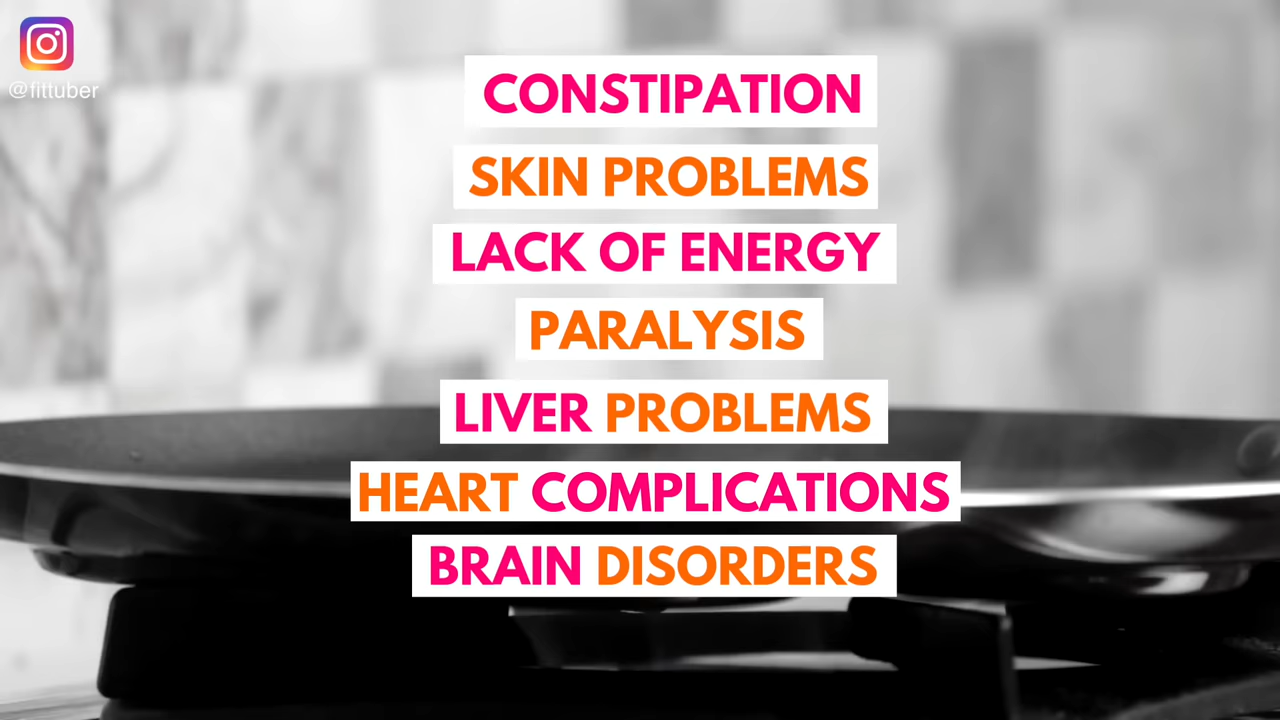 @fittuber
CONSTIPATION
SKIN PROBLEMS
LACK OF ENERGY
PARALYSIS
LIVER PROBLEMS
HEART COMPLICATIONS
BRAIN DISORDERS